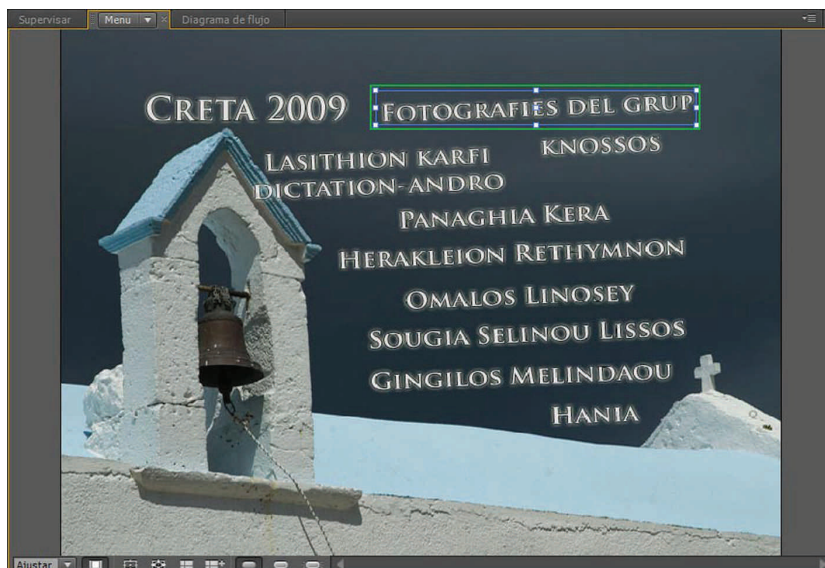 Supervisar Menu Diagrama de flujo
CRETA 2009 FOTOGRAFIES DEL GRUP
KNOSSOS
LASITHION KARFI
DICTATION-ANDRO
PANAGHIA KERA
HERAKLEION RETHYMNON
OMALOS LINOSEY
SOUGIA SELINOU LISSOS
GINGILOS MELINDAOU
HANIA
Ajustar